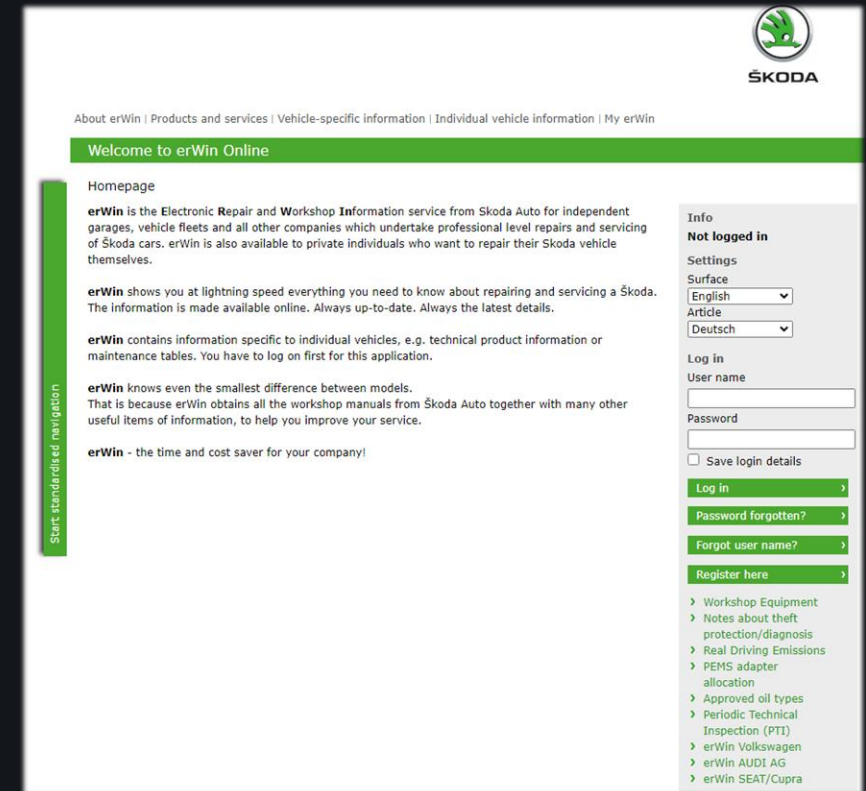 ŠKODA
About erWin | Products and services | Vehicle-specific information | Individual vehicle information | My erWin
Welcome to erWin Online
Start standardised navigation
Homepage
erWin is the Electronic Repair and Workshop Information service from Skoda Auto for independent
garages, vehicle fleets and all other companies which undertake professional level repairs and servicing
of Škoda cars. erWin is also available to private individuals who want to repair their Skoda vehicle
themselves.
erWin shows you at lightning speed everything you need to know about repairing and servicing a Škoda.
The information is made available online. Always up-to-date. Always the latest details.
erWin contains information specific to individual vehicles, e.g. technical product information or
maintenance tables. You have to log on first for this application.
erWin knows even the smallest difference between models.
That is because erWin obtains all the workshop manuals from Škoda Auto together with many other
useful items of information, to help you improve your service.
erWin - the time and cost saver for your company!
Info
Not logged in
Settings
Surface
English
Article
Deutsch
Log in
User name
Password
Save login details
Log in
Password forgotten?
Forgot user name?
Register here
Workshop Equipment
Notes about theft
protection/diagnosis
Real Driving Emissions
PEMS adapter
allocation
Approved oil types
Periodic Technical
Inspection (PTI)
erWin Volkswagen
erWin AUDI AG
erWin SEAT/Cupra